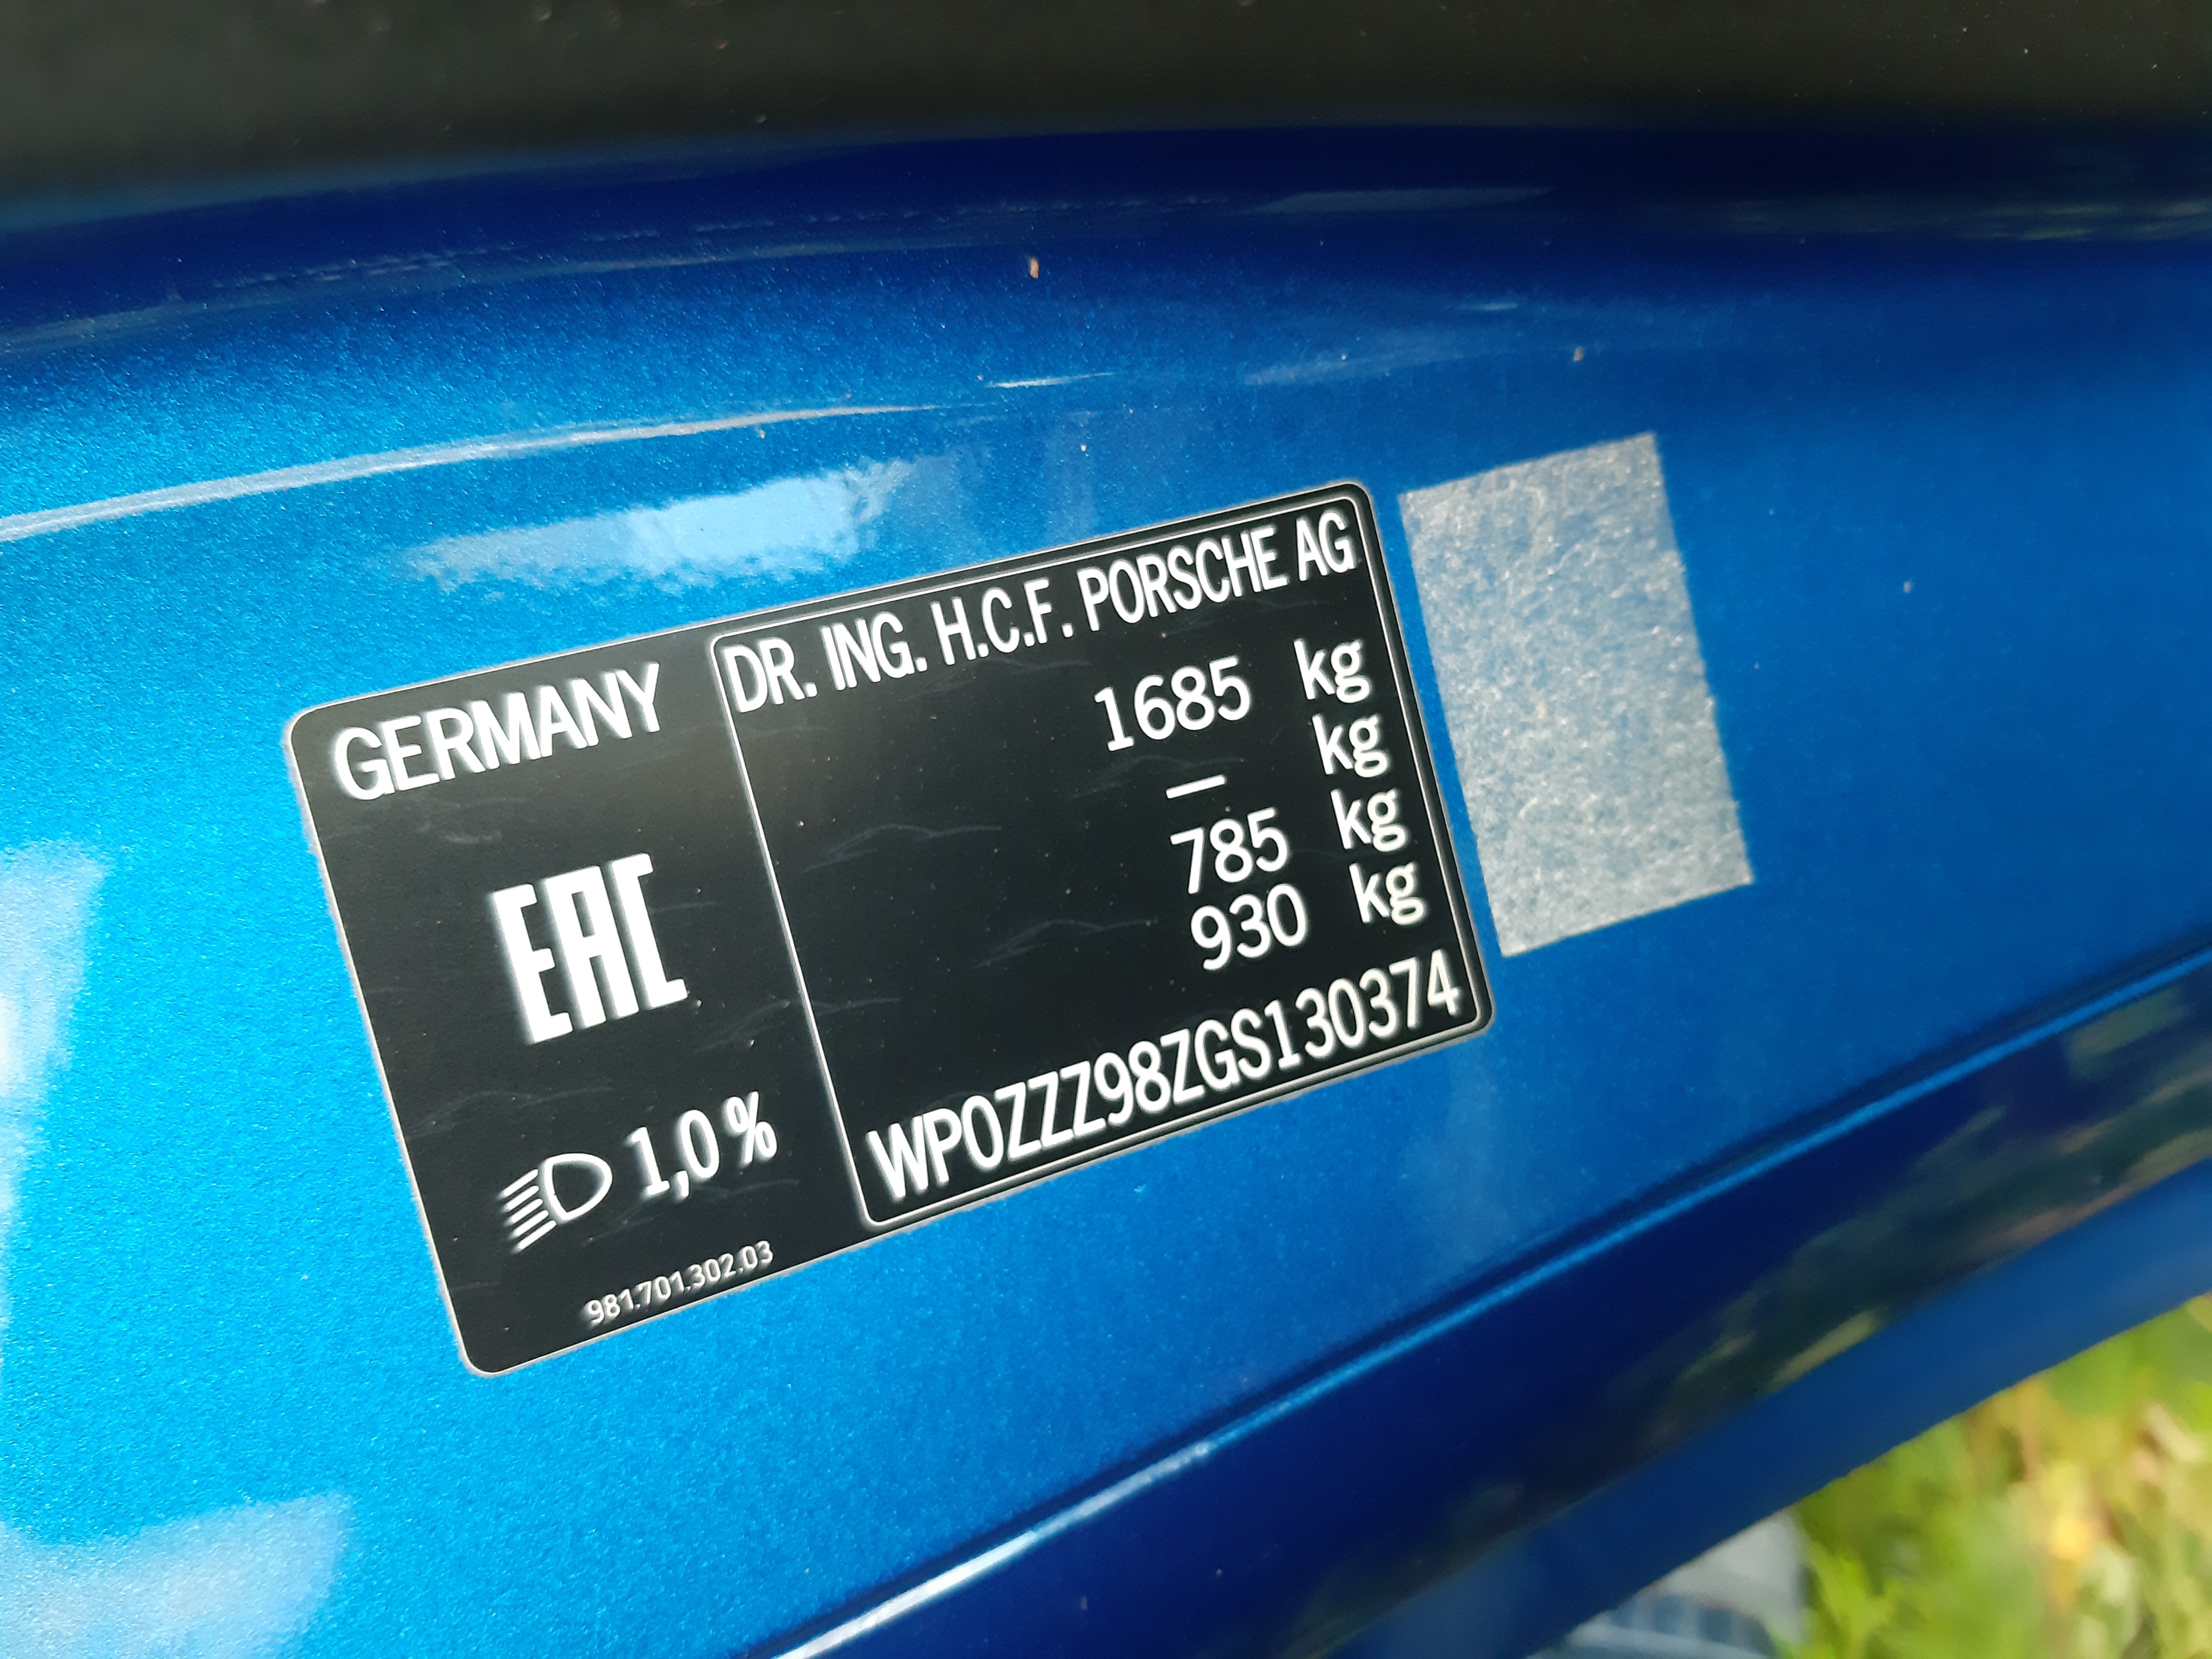 GERMANY
EAC
1,0 %
981.701.302.03
DR. ING. H.C.F. PORSCHE AG
1685 kg
– kg
785 kg
930 kg
WP0ZZZ98ZGS130374